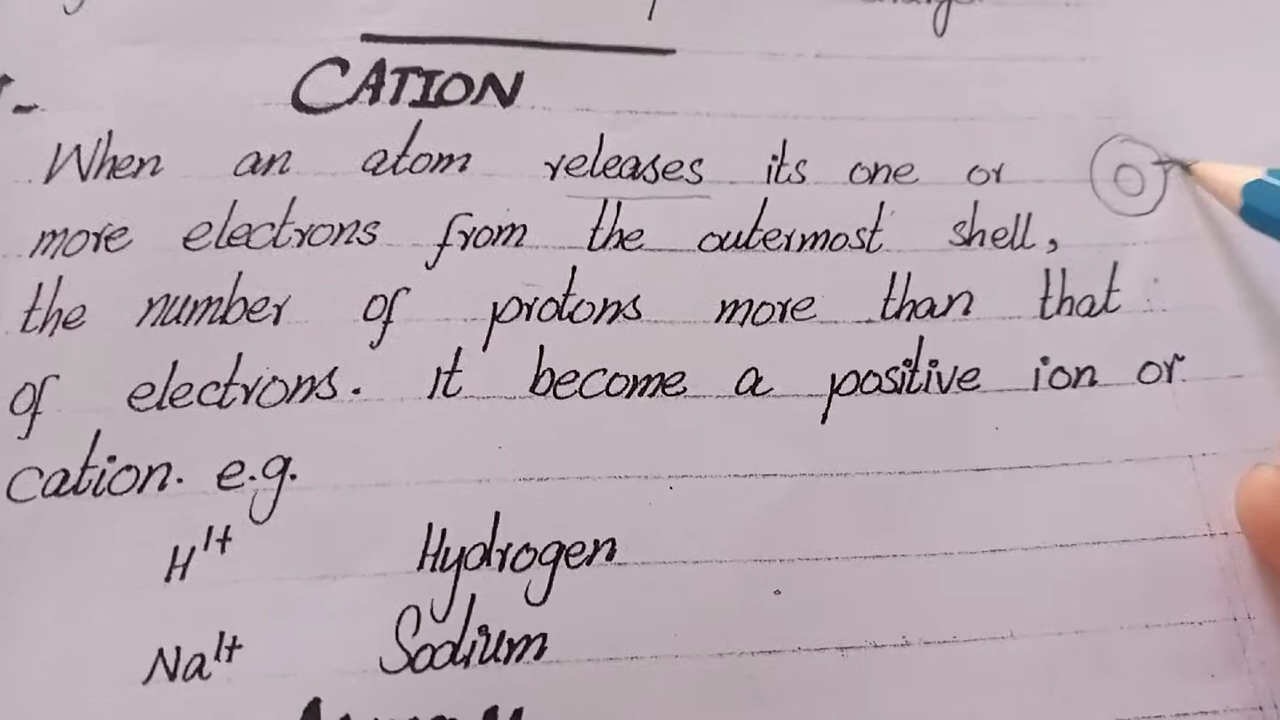 CATION
When an atom releases its one or
more electrons from the outermost shell,
the number of protons more than that
of electrons. It become a positive ion or
cation. e.g.
H¹⁺ Hydrogen
Na¹⁺ Sodium